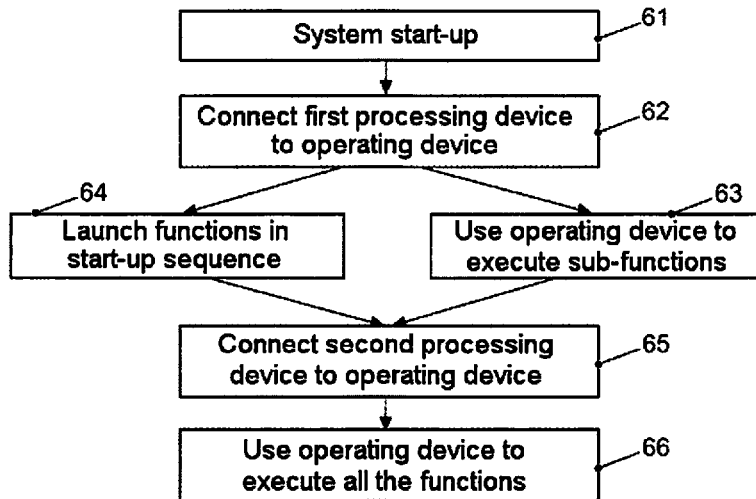 61
System start-up
62
Connect first processing device
to operating device
64
63
Launch functions in
start-up sequence
Use operating device to
execute sub-functions
65
Connect second processing
device to operating device
66
Use operating device to
execute all the functions